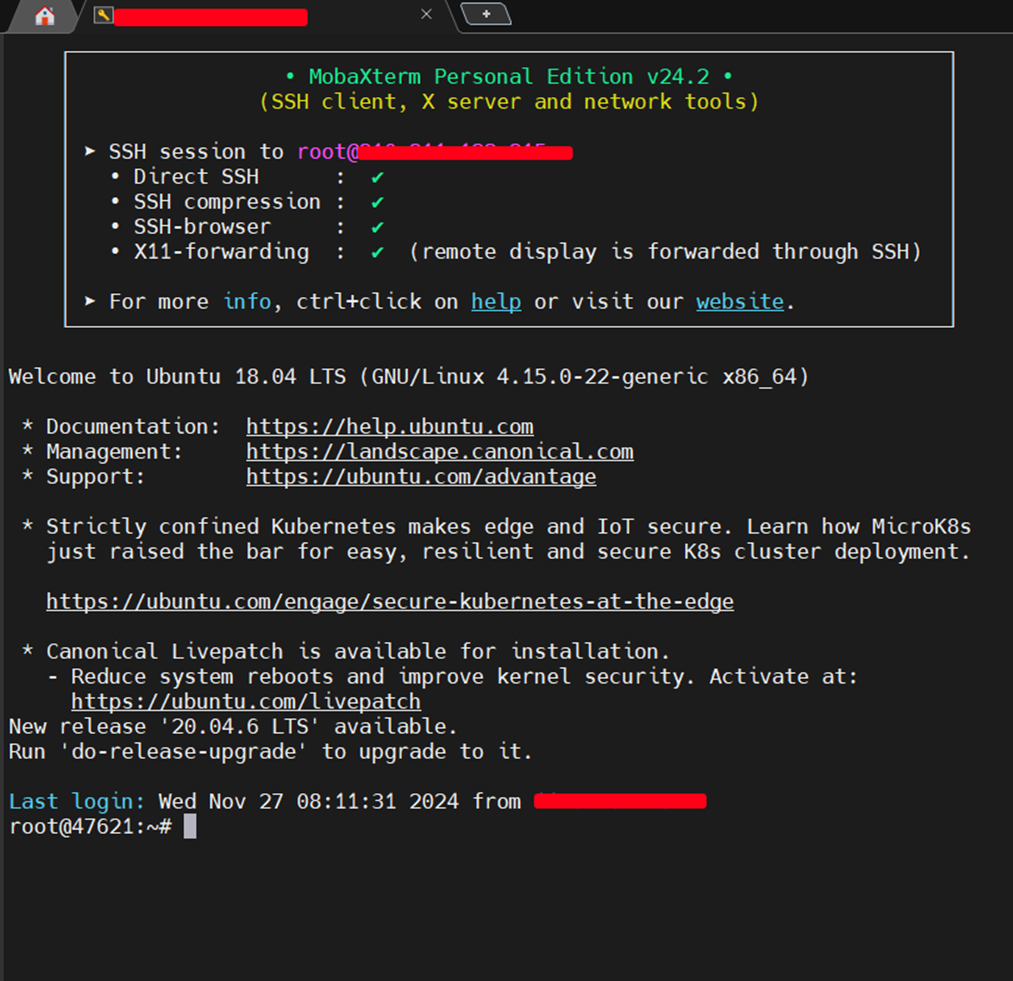 • MobaXterm Personal Edition v24.2 •
(SSH client, X server and network tools)
➤ SSH session to root@
• Direct SSH : ✔
• SSH compression : ✔
• SSH-browser : ✔
• X11-forwarding : ✔ (remote display is forwarded through SSH)
➤ For more info, ctrl+click on help or visit our website.
Welcome to Ubuntu 18.04 LTS (GNU/Linux 4.15.0-22-generic x86_64)
* Documentation: https://help.ubuntu.com
* Management: https://landscape.canonical.com
* Support: https://ubuntu.com/advantage
* Strictly confined Kubernetes makes edge and IoT secure. Learn how MicroK8s
just raised the bar for easy, resilient and secure K8s cluster deployment.
https://ubuntu.com/engage/secure-kubernetes-at-the-edge
* Canonical Livepatch is available for installation.
- Reduce system reboots and improve kernel security. Activate at:
https://ubuntu.com/livepatch
New release '20.04.6 LTS' available.
Run 'do-release-upgrade' to upgrade to it.
Last login: Wed Nov 27 08:11:31 2024 from
root@47621:~#